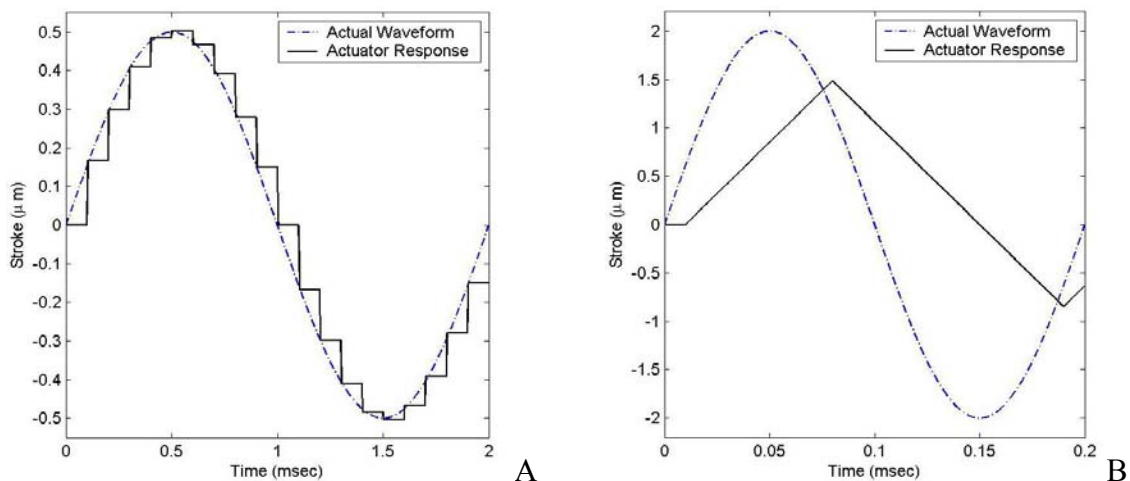 0.5
0.4
0.3
0.2
0.1
0
-0.1
-0.2
-0.3
-0.4
-0.5
Stroke (μ m)
Actual Waveform
Actuator Response
0 0.5 1 1.5 2
Time (msec)
A
2
1.5
1
0.5
0
-0.5
-1
-1.5
-2
Stroke (μ m)
Actual Waveform
Actuator Response
0 0.05 0.1 0.15 0.2
Time (msec)
B